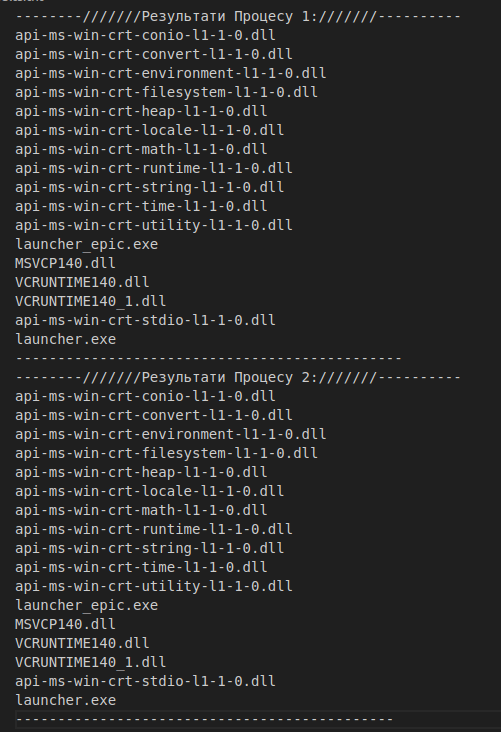 --------///////Результати Процесу 1:///////----------
api-ms-win-crt-conio-l1-1-0.dll
api-ms-win-crt-convert-l1-1-0.dll
api-ms-win-crt-environment-l1-1-0.dll
api-ms-win-crt-filesystem-l1-1-0.dll
api-ms-win-crt-heap-l1-1-0.dll
api-ms-win-crt-locale-l1-1-0.dll
api-ms-win-crt-math-l1-1-0.dll
api-ms-win-crt-runtime-l1-1-0.dll
api-ms-win-crt-string-l1-1-0.dll
api-ms-win-crt-time-l1-1-0.dll
api-ms-win-crt-utility-l1-1-0.dll
launcher_epic.exe
MSVCP140.dll
VCRUNTIME140.dll
VCRUNTIME140_1.dll
api-ms-win-crt-stdio-l1-1-0.dll
launcher.exe
----------------------------------------------
--------///////Результати Процесу 2:///////----------
api-ms-win-crt-conio-l1-1-0.dll
api-ms-win-crt-convert-l1-1-0.dll
api-ms-win-crt-environment-l1-1-0.dll
api-ms-win-crt-filesystem-l1-1-0.dll
api-ms-win-crt-heap-l1-1-0.dll
api-ms-win-crt-locale-l1-1-0.dll
api-ms-win-crt-math-l1-1-0.dll
api-ms-win-crt-runtime-l1-1-0.dll
api-ms-win-crt-string-l1-1-0.dll
api-ms-win-crt-time-l1-1-0.dll
api-ms-win-crt-utility-l1-1-0.dll
launcher_epic.exe
MSVCP140.dll
VCRUNTIME140.dll
VCRUNTIME140_1.dll
api-ms-win-crt-stdio-l1-1-0.dll
launcher.exe
---------------------------------------------